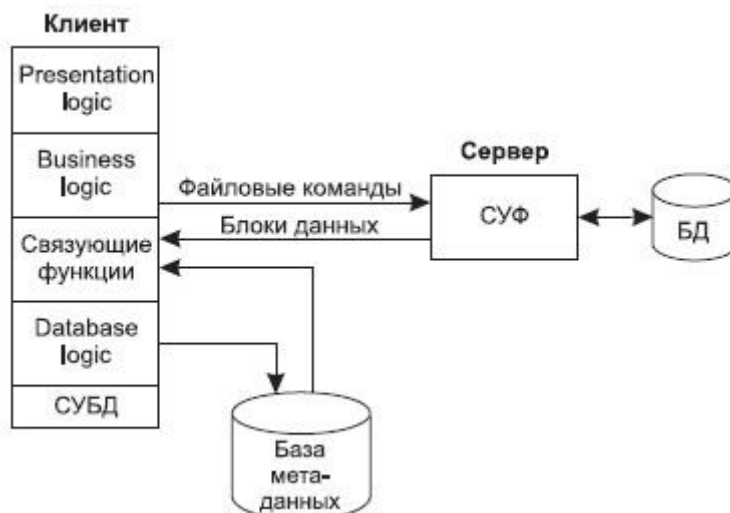 Клиент
Presentation
logic
Business
logic
Связующие
функции
Database
logic
СУБД
Файловые команды
Блоки данных
Сервер
СУФ
БД
База
мета-
данных